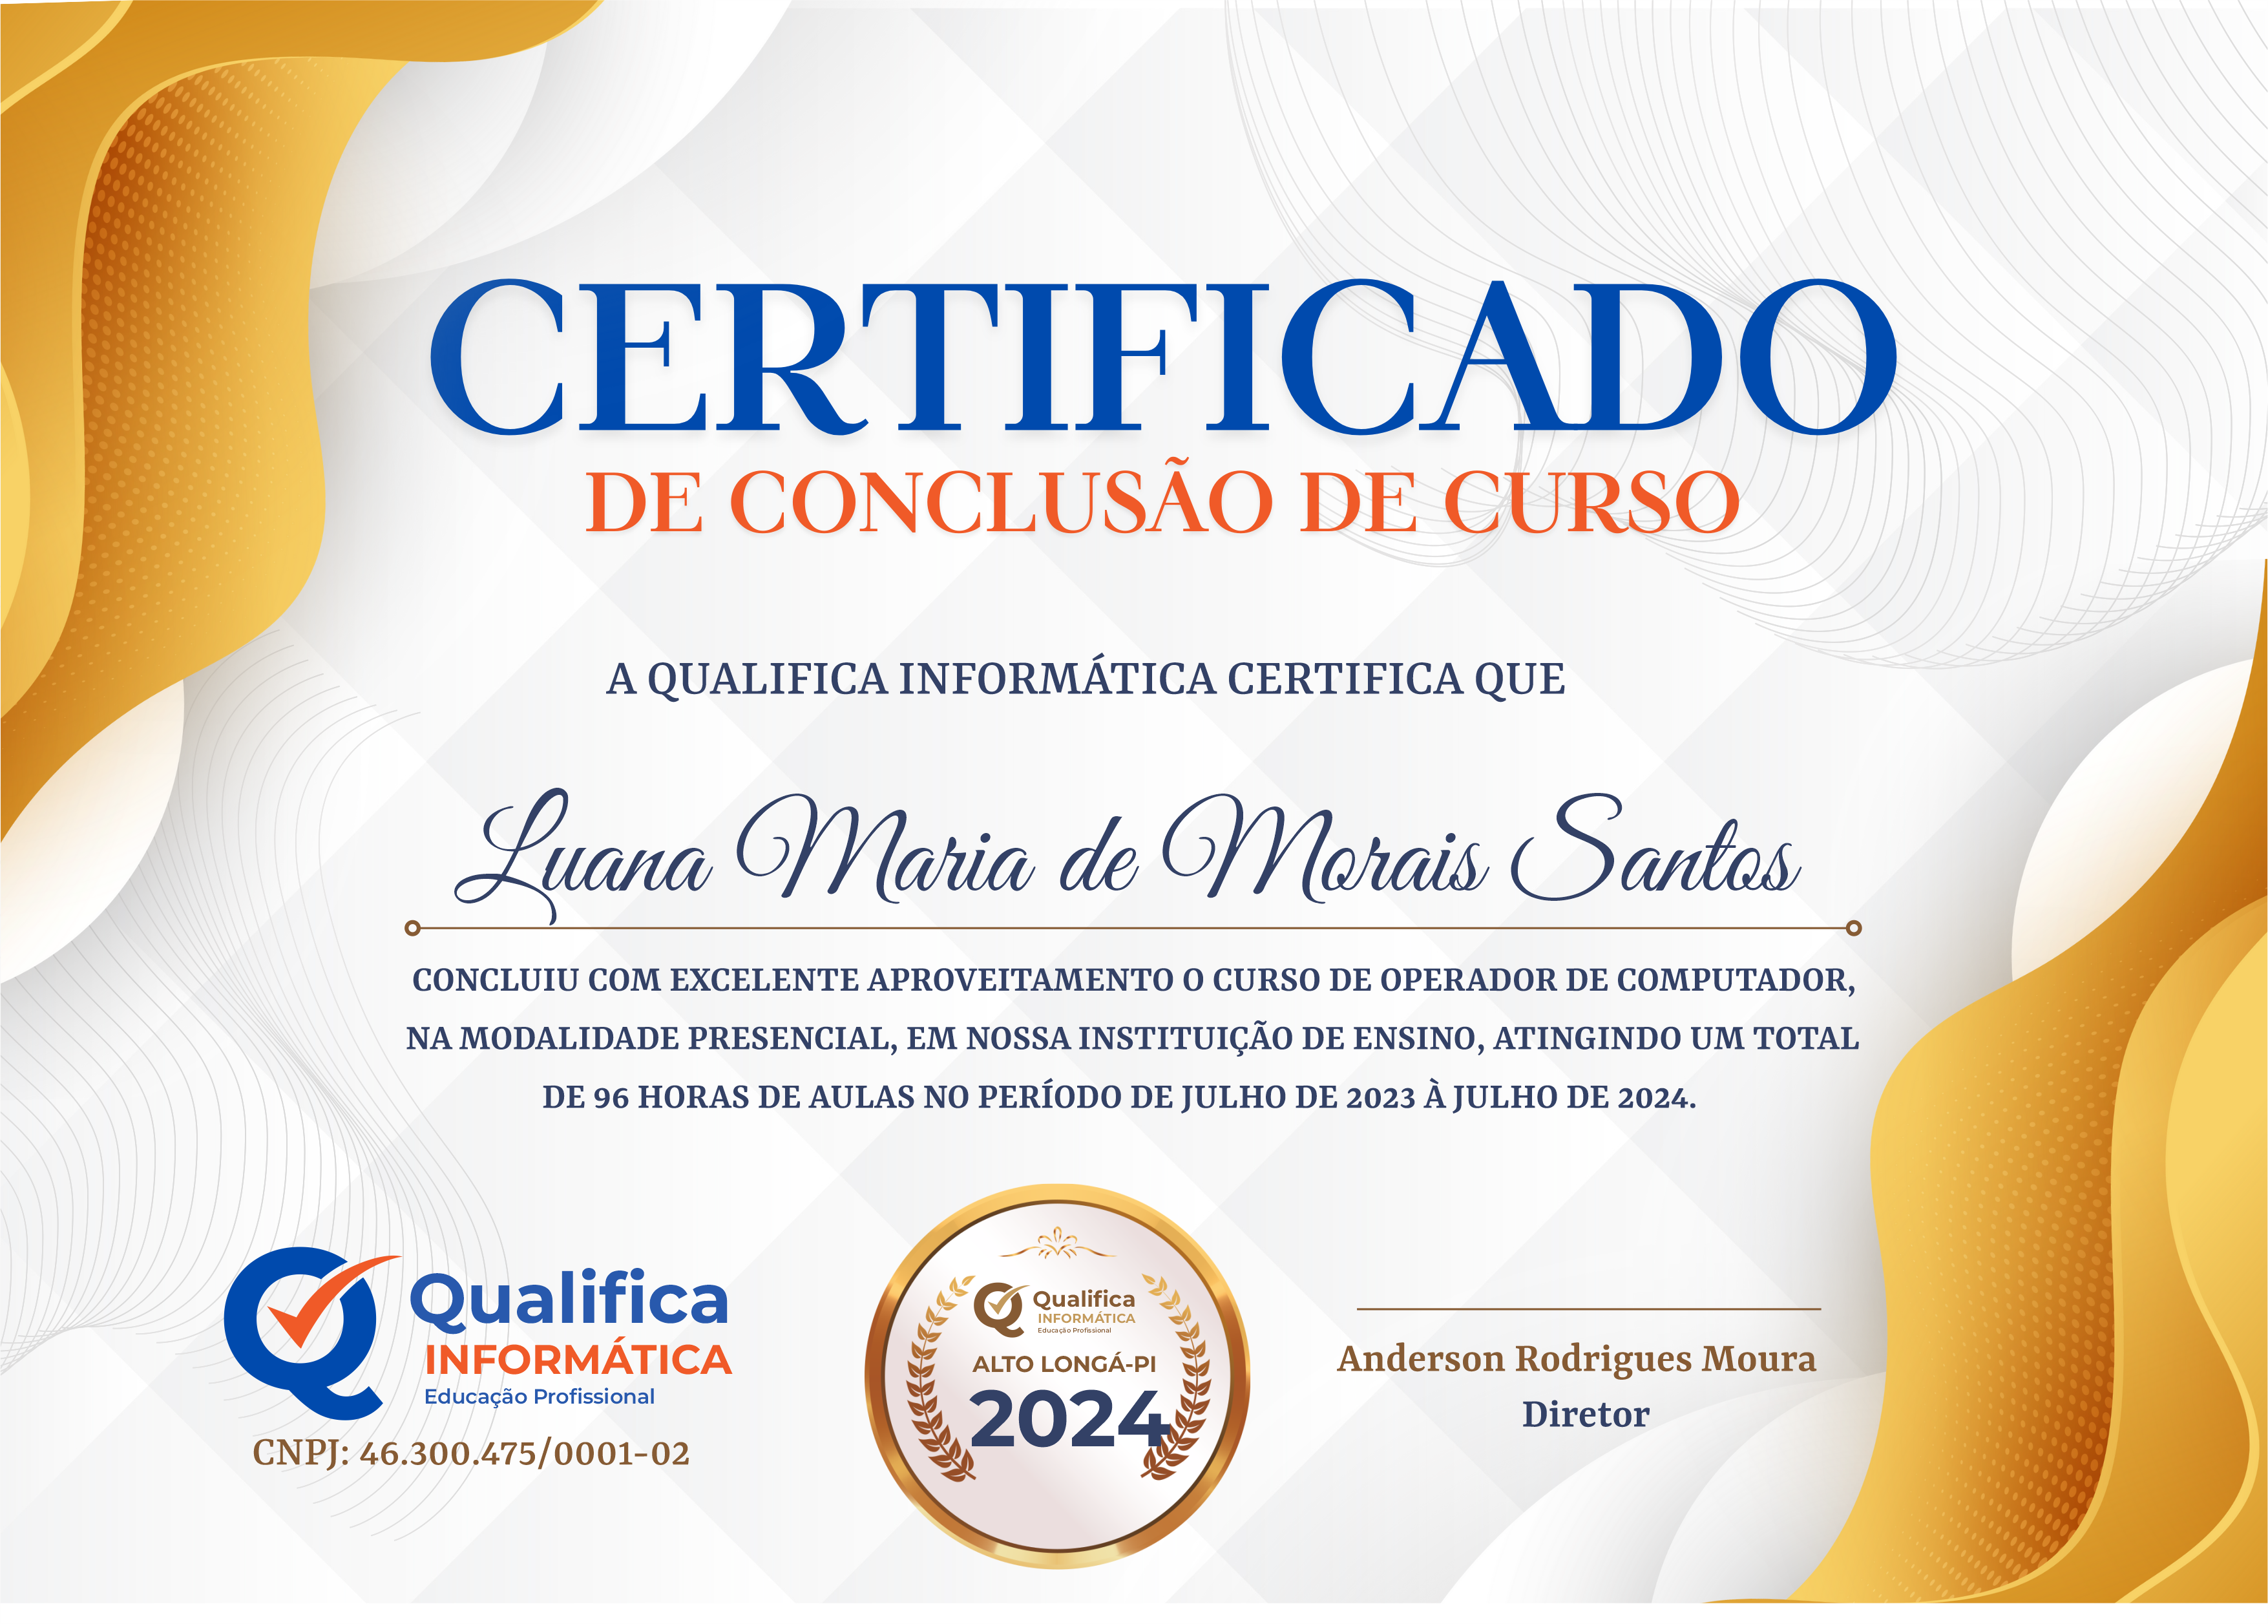 CERTIFICADO
DE CONCLUSÃO DE CURSO
A QUALIFICA INFORMÁTICA CERTIFICA QUE
Luana Maria de Morais Santos
CONCLUIU COM EXCELENTE APROVEITAMENTO O CURSO DE OPERADOR DE COMPUTADOR,
NA MODALIDADE PRESENCIAL, EM NOSSA INSTITUIÇÃO DE ENSINO, ATINGINDO UM TOTAL
DE 96 HORAS DE AULAS NO PERÍODO DE JULHO DE 2023 À JULHO DE 2024.
Qualifica
INFORMÁTICA
Educação Profissional
CNPJ: 46.300.475/0001-02
Qualifica
INFORMÁTICA
Educação Profissional
ALTO LONGÁ-PI
2024
Anderson Rodrigues Moura
Diretor